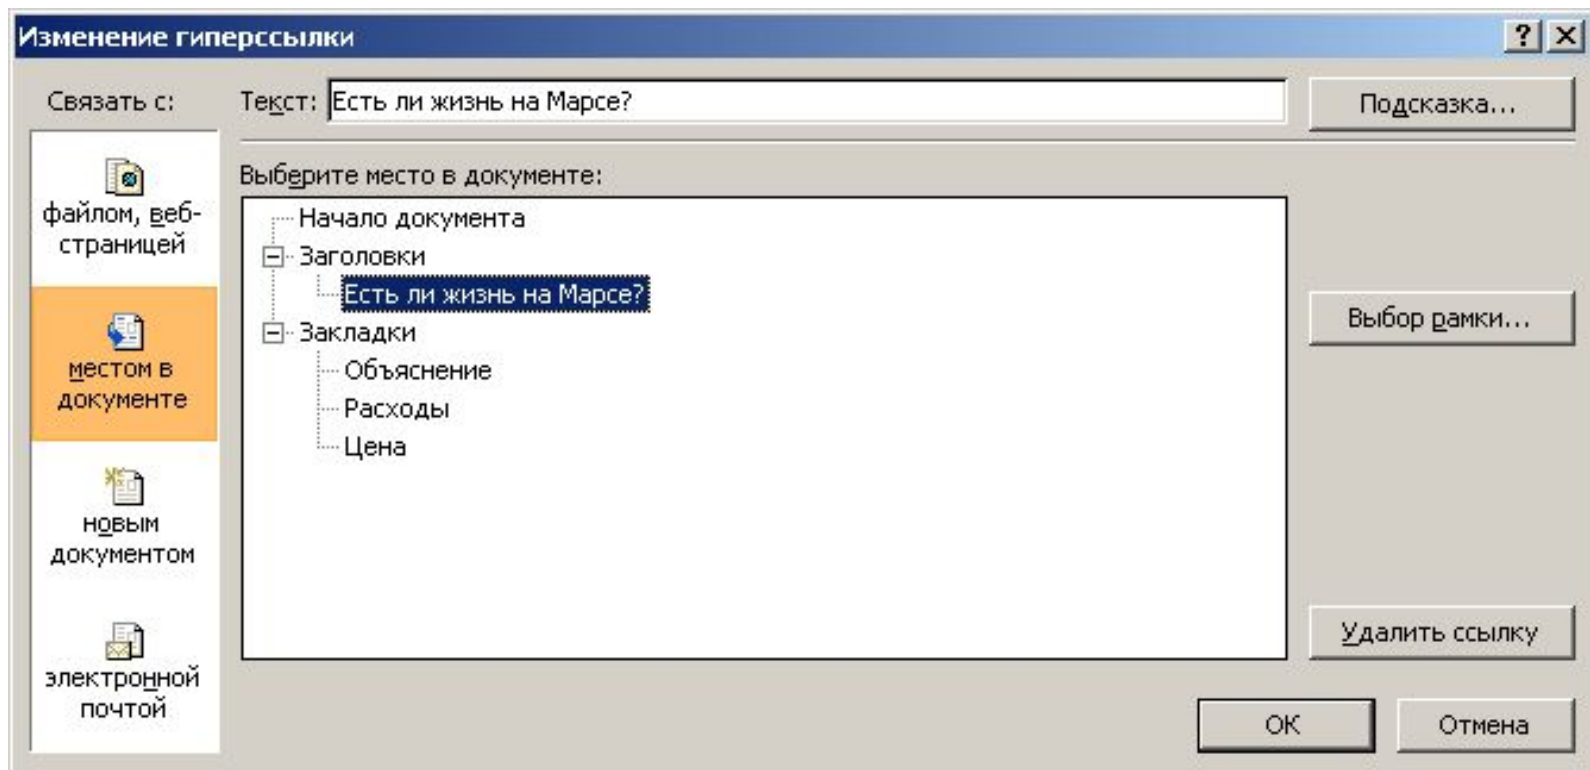 Изменение гиперссылки
Связать с:
Текст: Есть ли жизнь на Марсе?
Подсказка...
файлом, веб-
страницей
местом в
документе
новым
документом
электронной
почтой
Выберите место в документе:
Начало документа
Заголовки
Есть ли жизнь на Марсе?
Закладки
Объяснение
Расходы
Цена
Выбор рамки...
Удалить ссылку
ОК
Отмена